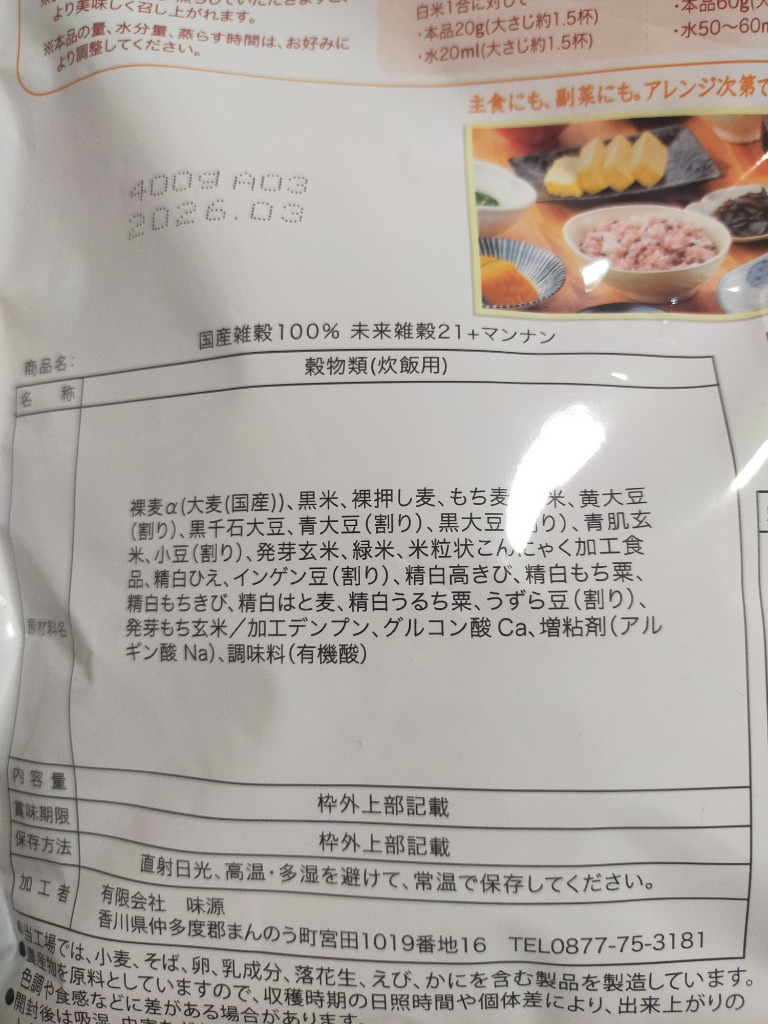 より美味しく召し上がれます。
※本品の量、水分量、蒸らす時間は、お好みに
より調整してください。
白米1合に対して
・本品20g(大さじ約1.5杯)
・水20ml(大さじ約1.5杯)
・本品60g(
・水50〜60m
主食にも、副菜にも。アレンジ次第で
4009 A03
2026.03
商品名: 国産雑穀100% 未来雑穀21+マンナン
名 称 穀物類(炊飯用)
原材料名
裸麦α(大麦(国産))、黒米、裸押し麦、もち麦 米、黄大豆
(割り)、黒千石大豆、青大豆(割り)、黒大豆 り)、青肌玄
米、小豆(割り)、発芽玄米、緑米、米粒状こんにゃく加工食
品、精白ひえ、インゲン豆(割り)、精白高きび、精白もち粟、
精白もちきび、精白はと麦、精白うるち粟、うずら豆(割り)、
発芽もち玄米/加工デンプン、グルコン酸Ca、増粘剤(アル
ギン酸Na)、調味料(有機酸)
内容量 枠外上部記載
賞味期限 枠外上部記載
保存方法 直射日光、高温・多湿を避けて、常温で保存してください。
加工者 有限会社 味源
香川県仲多度郡まんのう町宮田1019番地16 TEL0877-75-3181
●当工場では、小麦、そば、卵、乳成分、落花生、えび、かにを含む製品を製造しています。
●農産物を原料としていますので、収穫時期の日照時間や個体差により、出来上がりの
色調や食感などに差がある場合があります。
●開封後は吸湿、虫害など